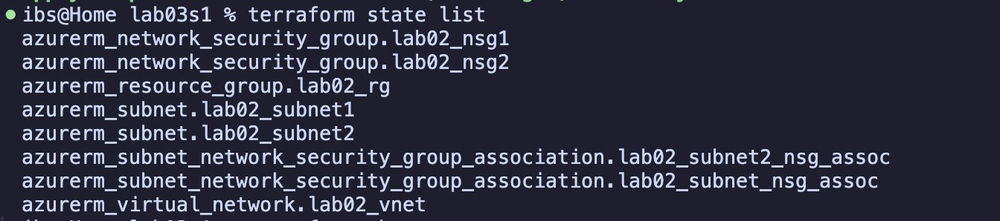 ibs@Home lab03s1 % terraform state list
azurerm_network_security_group.lab02_nsg1
azurerm_network_security_group.lab02_nsg2
azurerm_resource_group.lab02_rg
azurerm_subnet.lab02_subnet1
azurerm_subnet.lab02_subnet2
azurerm_subnet_network_security_group_association.lab02_subnet2_nsg_assoc
azurerm_subnet_network_security_group_association.lab02_subnet_nsg_assoc
azurerm_virtual_network.lab02_vnet